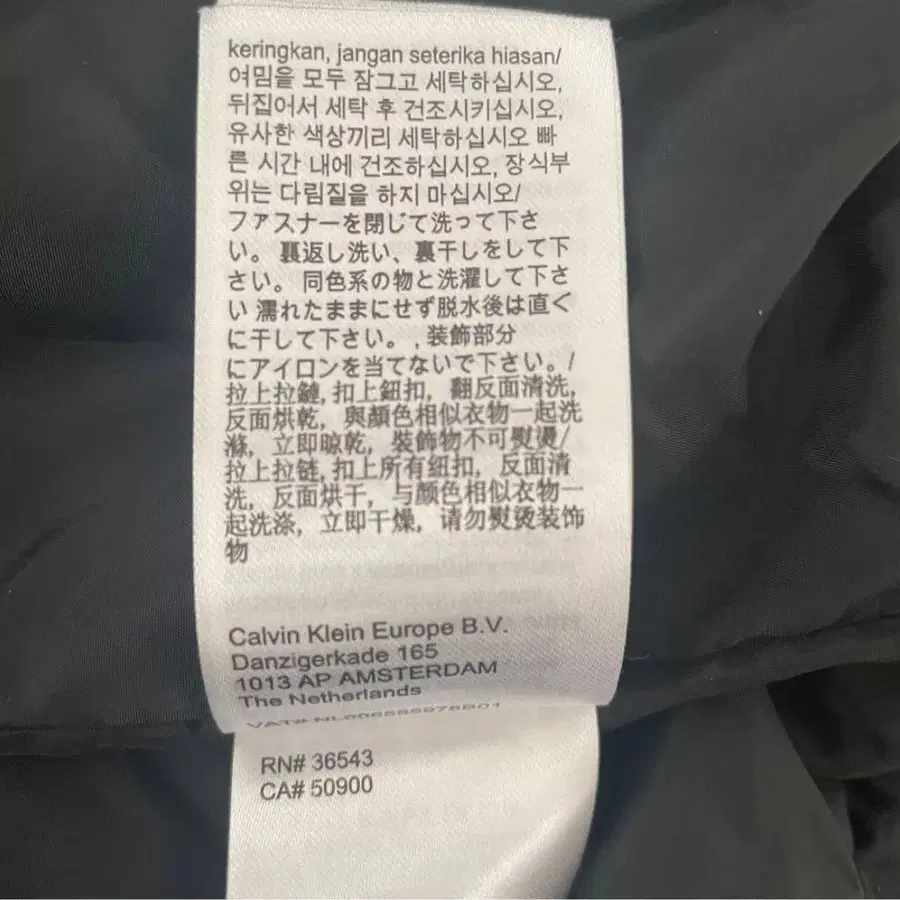 keringkan, jangan seterika hiasan/
여밈을 모두 잠그고 세탁하십시오,
뒤집어서 세탁 후 건조시키십시오,
유사한 색상끼리 세탁하십시오 빠
른 시간 내에 건조하십시오, 장식부
위는 다림질을 하지 마십시오/
ファスナーを閉じて洗って下さ
い。 裏返し洗い、裏干しをして下
さい。 同色系の物と洗濯して下さ
い 濡れたままにせず脱水後は直ぐ
に干して下さい。 , 装飾部分
にアイロンを当てないで下さい。/
拉上拉鏈, 扣上鈕扣, 翻反面清洗,
反面烘乾, 與顏色相似衣物一起洗
滌, 立即晾乾, 裝飾物不可熨燙/
拉上拉链, 扣上所有纽扣, 反面清
洗, 反面烘干, 与颜色相似衣物一
起洗涤, 立即干燥, 请勿熨烫装饰
物
Calvin Klein Europe B.V.
Danzigerkade 165
1013 AP AMSTERDAM
The Netherlands
VAT#
RN# 36543
CA# 50900